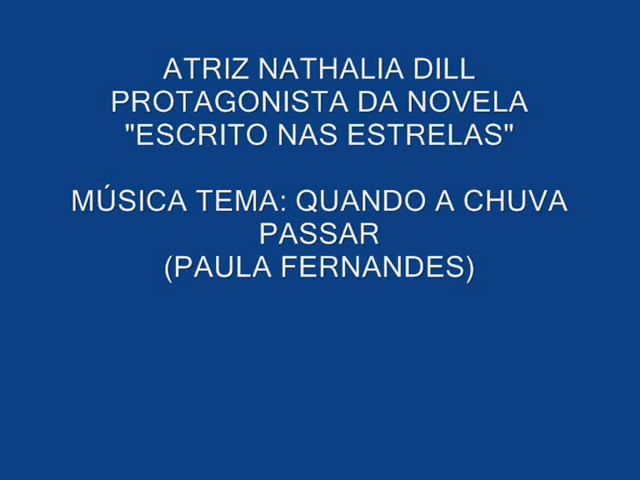 ATRIZ NATHALIA DILL
PROTAGONISTA DA NOVELA
"ESCRITO NAS ESTRELAS"
MÚSICA TEMA: QUANDO A CHUVA
PASSAR
(PAULA FERNANDES)